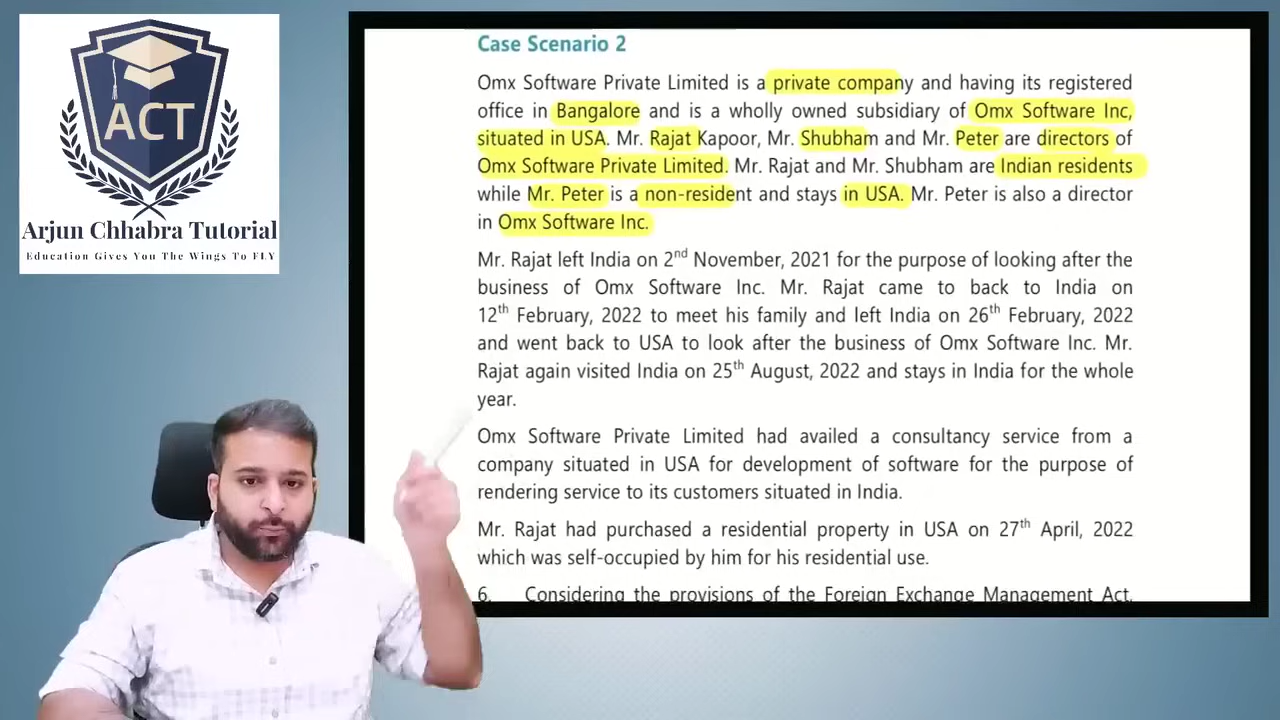 ACT
Arjun Chhabra Tutorial
Education Gives You The Wings To FLY
Case Scenario 2
Omx Software Private Limited is a private company and having its registered
office in Bangalore and is a wholly owned subsidiary of Omx Software Inc,
situated in USA. Mr. Rajat Kapoor, Mr. Shubham and Mr. Peter are directors of
Omx Software Private Limited. Mr. Rajat and Mr. Shubham are Indian residents
while Mr. Peter is a non-resident and stays in USA. Mr. Peter is also a director
in Omx Software Inc.
Mr. Rajat left India on 2nd November, 2021 for the purpose of looking after the
business of Omx Software Inc. Mr. Rajat came to back to India on
12th February, 2022 to meet his family and left India on 26th February, 2022
and went back to USA to look after the business of Omx Software Inc. Mr.
Rajat again visited India on 25th August, 2022 and stays in India for the whole
year.
Omx Software Private Limited had availed a consultancy service from a
company situated in USA for development of software for the purpose of
rendering service to its customers situated in India.
Mr. Rajat had purchased a residential property in USA on 27th April, 2022
which was self-occupied by him for his residential use.
6. Considering the provisions of the Foreign Exchange Management Act,